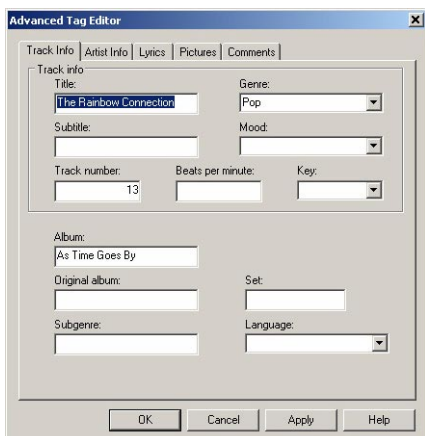 Advanced Tag Editor
Track Info Artist Info Lyrics Pictures Comments
Track info
Title: Genre:
The Rainbow Connection Pop
Subtitle: Mood:
Track number: Beats per minute: Key:
13
Album:
As Time Goes By
Original album: Set:
Subgenre: Language:
OK Cancel Apply Help